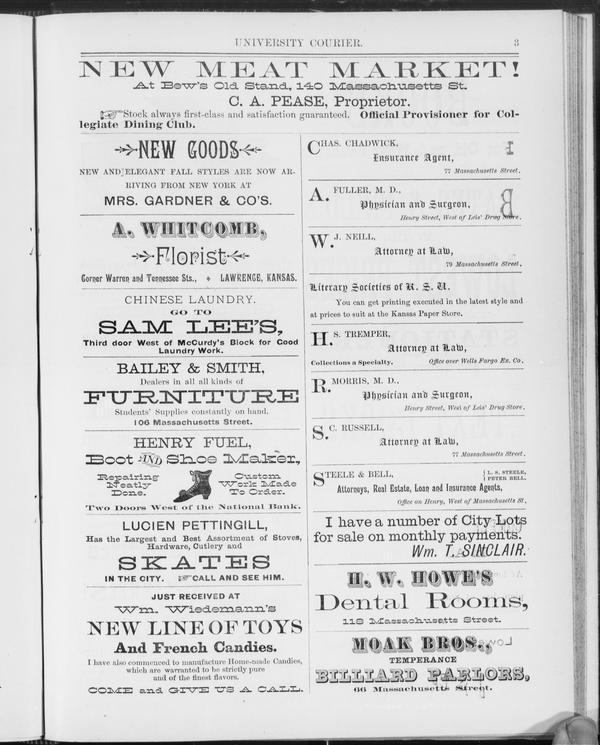 UNIVERSITY COURIER. 3
NEW MEAT MARKET!
At Bew's Old Stand, 140 Massachusetts St.
C. A. PEASE, Proprietor.
Stock always first-class and satisfaction guaranteed. Official Provisioner for Col-
legiate Dining Club.
NEW GOODS
NEW AND ELEGANT FALL STYLES ARE NOW AR-
RIVING FROM NEW YORK AT
MRS. GARDNER & CO'S.
A. WHITCOMB,
Florist
Corner Warren and Tennessee Sts., LAWRENCE, KANSAS.
CHINESE LAUNDRY.
GO TO
SAM LEE'S,
Third door West of McCurdy's Block for Good
Laundry Work.
BAILEY & SMITH,
Dealers in all all kinds of
FURNITURE
Students' Supplies constantly on hand.
106 Massachusetts Street.
HENRY FUEL,
Boot AND Shoe Maker,
Repairing Neatly Done.
Custom Work Made To Order.
Two Doors West of the National Bank.
LUCIEN PETTINGILL,
Has the Largest and Best Assortment of Stoves,
Hardware, Cutlery and
SKATES
IN THE CITY. CALL AND SEE HIM.
JUST RECEIVED AT
Wm. Wiedemann's
NEW LINE OF TOYS
And French Candies.
I have also commenced to manufacture Home-made Candies,
which are warranted to be strictly pure
and of the finest flavors.
COME and GIVE US A CALL.
CHAS. CHADWICK,
Insurance Agent,
77 Massachusetts Street.
A. FULLER, M. D.,
Physician and Surgeon,
Henry Street, West of Leis' Drug Store.
W. J. NEILL,
Attorney at Law,
79 Massachusetts Street.
Literary Societies of K. S. U.
You can get printing executed in the latest style and
at prices to suit at the Kansas Paper Store.
H. S. TREMPER,
Attorney at Law,
Collections a Specialty. Office over Wells Fargo Ex. Co.
R. MORRIS, M. D.,
Physician and Surgeon,
Henry Street, West of Leis' Drug Store.
S. C. RUSSELL,
Attorney at Law,
77 Massachusetts Street.
STEELE & BELL, { L. S. STEELE,
{ PETER BELL.
Attorneys, Real Estate, Loan and Insurance Agents,
Office on Henry, West of Massachusetts St.
I have a number of City Lots
for sale on monthly payments.
Wm. T. SINCLAIR.
H. W. HOWE'S
Dental Rooms,
118 Massachusetts Street.
MOAK BROS.,
TEMPERANCE
BILLIARD PARLORS,
66 Massachusetts Street.